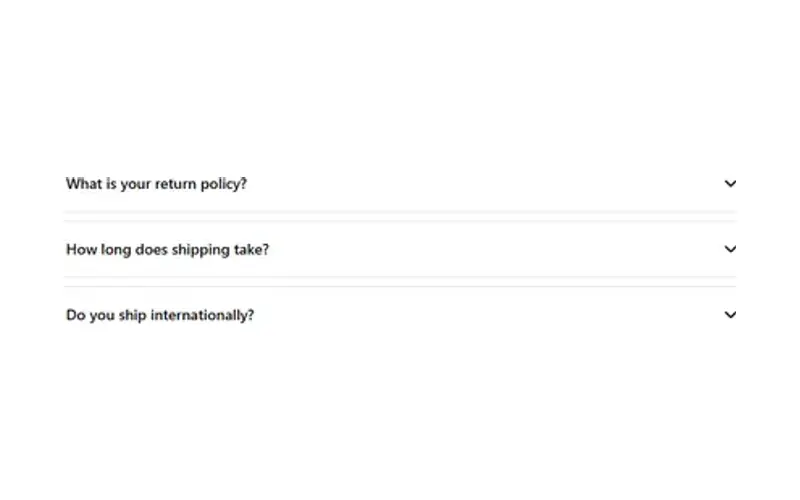 What is your return policy?
How long does shipping take?
Do you ship internationally?